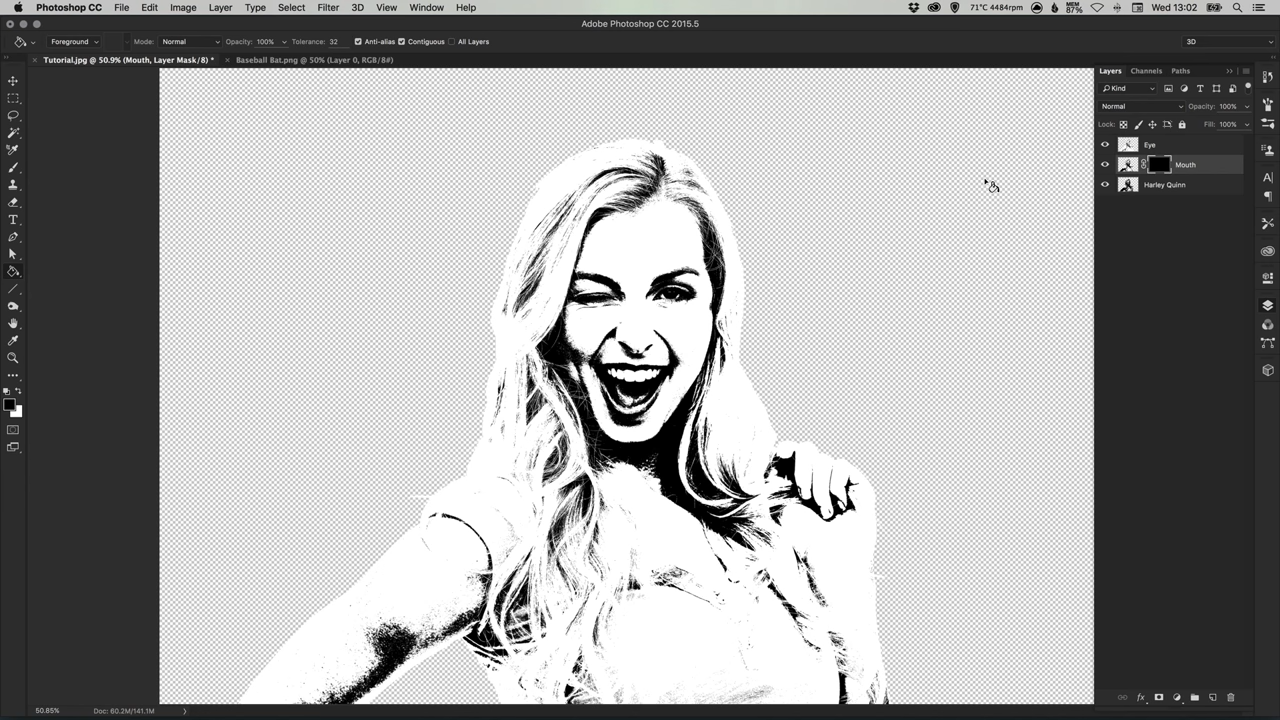 Photoshop CC File Edit Image Layer Type Select Filter 3D View Window Help 71°C 4484rpm MEM 87% Wed 13:02
Adobe Photoshop CC 2015.5
Foreground Mode: Normal Opacity: 100% Tolerance: 32 Anti-alias Contiguous All Layers 3D
Tutorial.jpg @ 50.9% (Mouth, Layer Mask/8) * Baseball Bat.png @ 50% (Layer 0, RGB/8#)
Layers Channels Paths
Kind
Normal Opacity: 100%
Lock: Fill: 100%
Eye
Mouth
Harley Quinn
50.85% Doc: 60.2M/141.1M